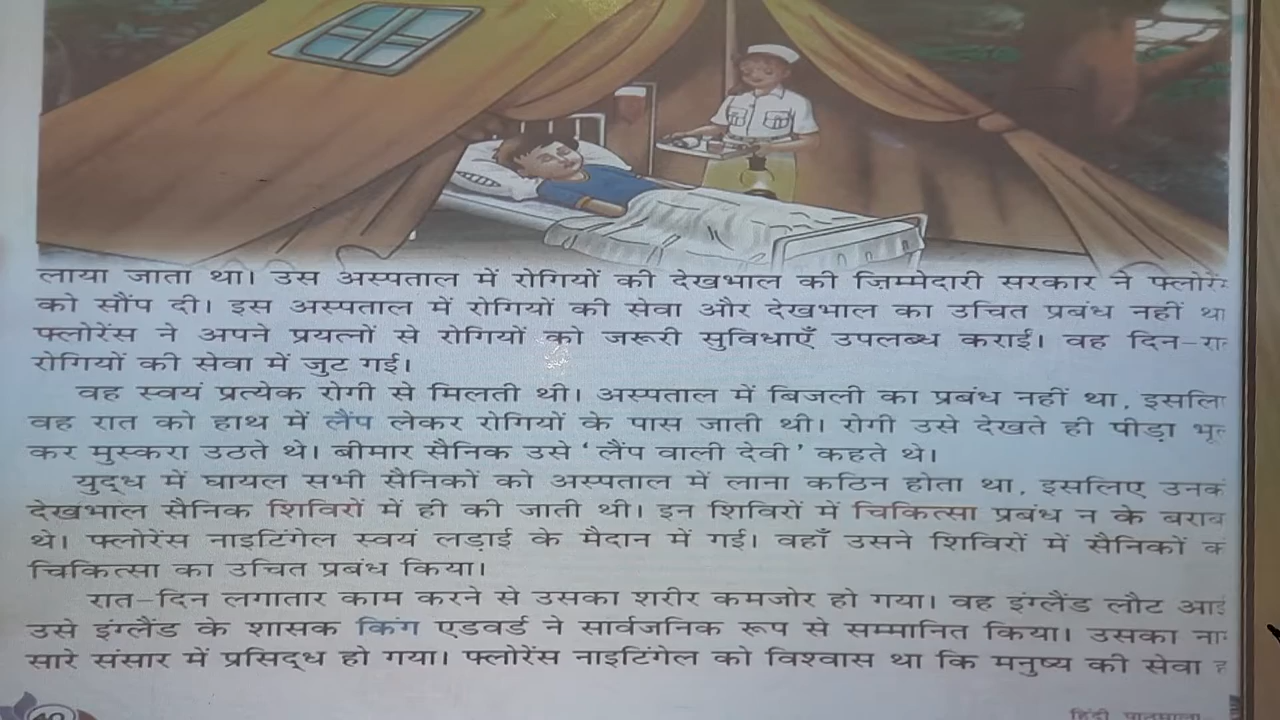 लाया जाता था। उस अस्पताल में रोगियों की देखभाल की जिम्मेदारी सरकार ने
को सौंप दी। इस अस्पताल में रोगियों की सेवा और देखभाल का उचित प्रबंध नहीं था
फ्लोरेंस ने अपने प्रयत्नों से रोगियों को जरूरी सुविधाएँ उपलब्ध कराईं। वह
रोगियों की सेवा में जुट गई।
वह स्वयं प्रत्येक रोगी से मिलती थी। अस्पताल में बिजली का प्रबंध नहीं था,
वह रात को हाथ में लैंप लेकर रोगियों के पास जाती थी। रोगी उसे देखते ही पीड़ा
कर मुस्करा उठते थे। बीमार सैनिक उसे ‘लैंप वाली देवी’ कहते थे।
युद्ध में घायल सभी सैनिकों को अस्पताल में लाना कठिन होता था, इसलिए
देखभाल सैनिक शिविरों में ही की जाती थी। इन शिविरों में चिकित्सा प्रबंध न के
थे। फ्लोरेंस नाइटिंगेल स्वयं लड़ाई के मैदान में गई। वहाँ उसने शिविरों में सैनिकों
चिकित्सा का उचित प्रबंध किया।
रात-दिन लगातार काम करने से उसका शरीर कमजोर हो गया। वह इंग्लैंड लौट
उसे इंग्लैंड के शासक किंग एडवर्ड ने सार्वजनिक रूप से सम्मानित किया। उसका
सारे संसार में प्रसिद्ध हो गया। फ्लोरेंस नाइटिंगेल को विश्वास था कि मनुष्य की सेवा